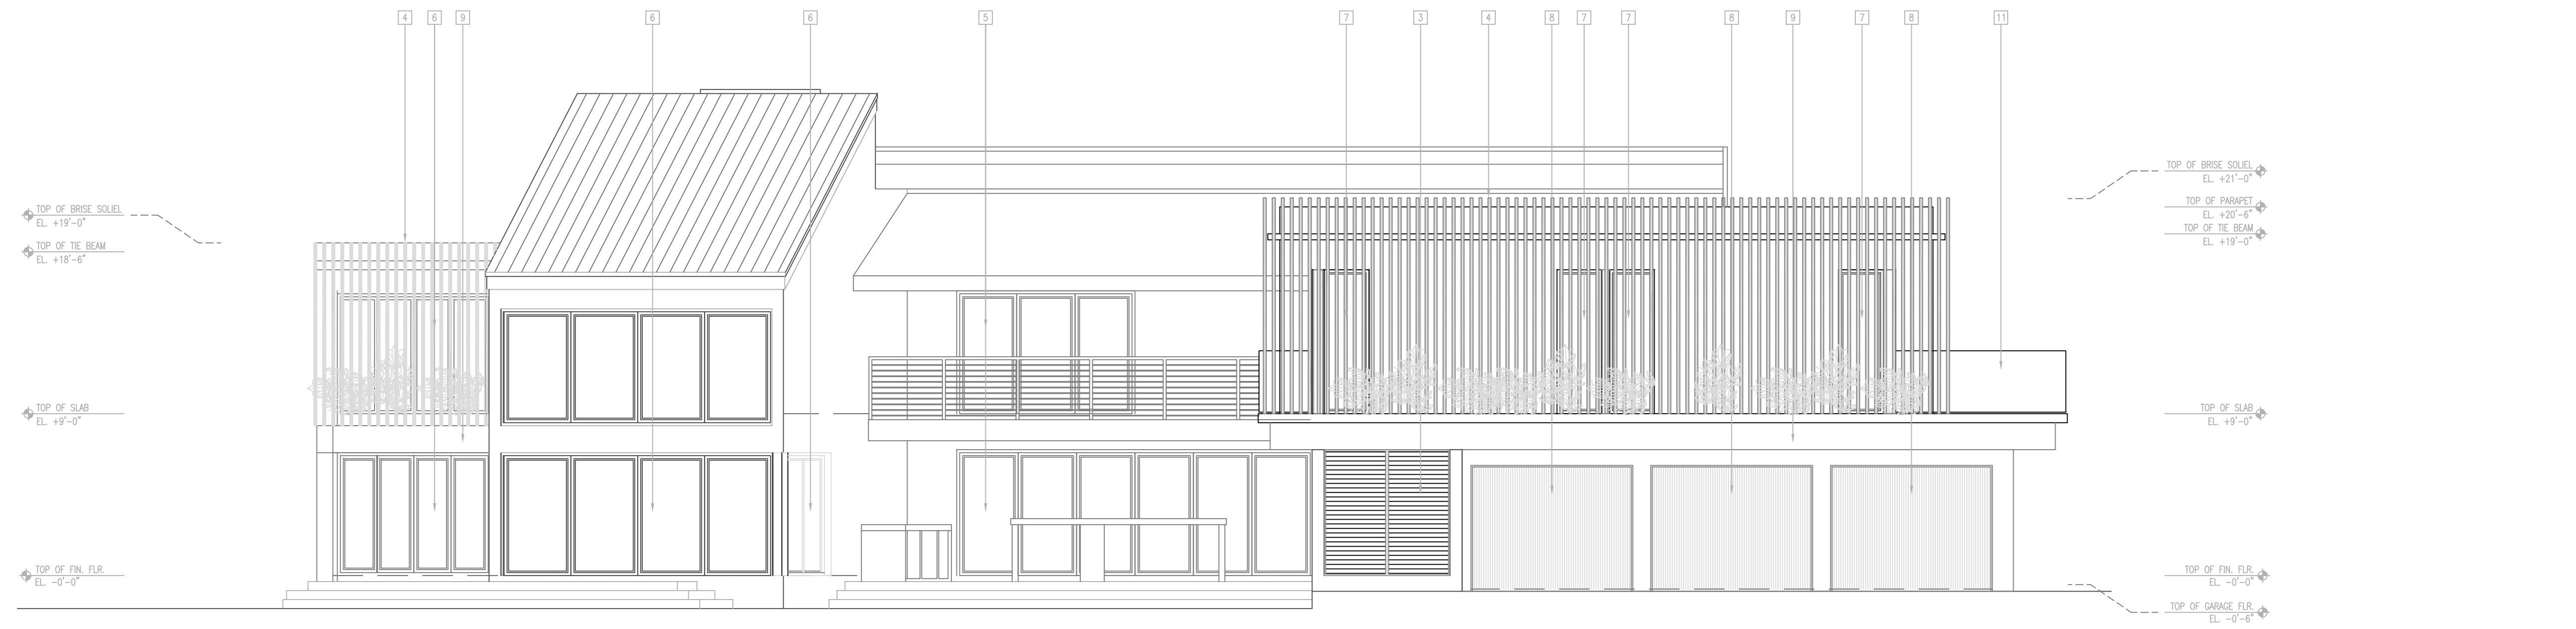 4 6 9 6 6 5 7 3 4 8 7 7 8 9 7 8 11
TOP OF BRISE SOLIEL
EL. +19'-0"
TOP OF TIE BEAM
EL. +18'-6"
TOP OF SLAB
EL. +9'-0"
TOP OF FIN. FLR.
EL. -0'-0"
TOP OF BRISE SOLIEL
EL. +21'-0"
TOP OF PARAPET
EL. +20'-6"
TOP OF TIE BEAM
EL. +19'-0"
TOP OF SLAB
EL. +9'-0"
TOP OF FIN. FLR.
EL. -0'-0"
TOP OF GARAGE FLR.
EL. -0'-6"